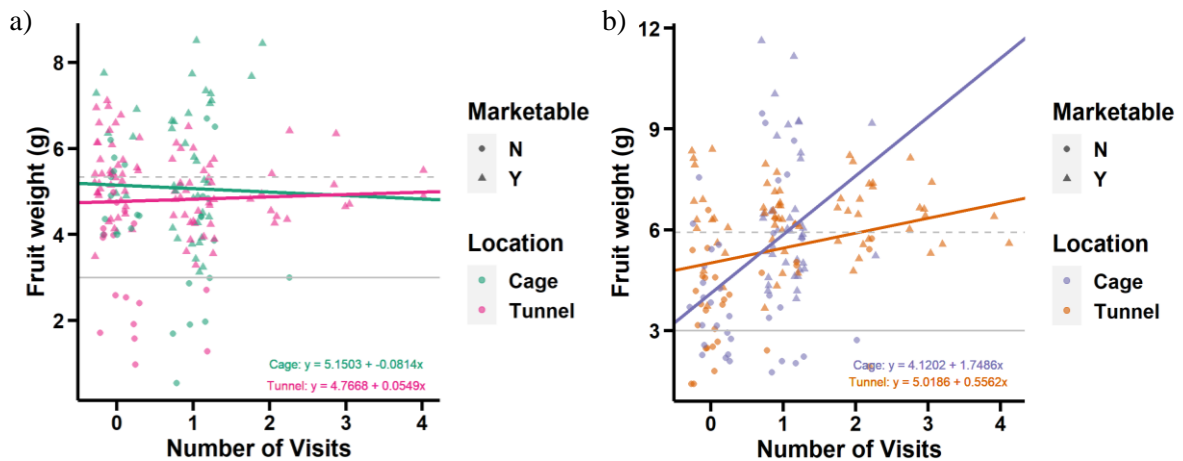 a)
Fruit weight (g)
8
6
4
2
0 1 2 3 4
Number of Visits
Cage: y = 5.1503 + -0.0814x
Tunnel: y = 4.7668 + 0.0549x
Marketable
N
Y
Location
Cage
Tunnel
b)
Fruit weight (g)
12
9
6
3
0 1 2 3 4
Number of Visits
Cage: y = 4.1202 + 1.7486x
Tunnel: y = 5.0186 + 0.5562x
Marketable
N
Y
Location
Cage
Tunnel